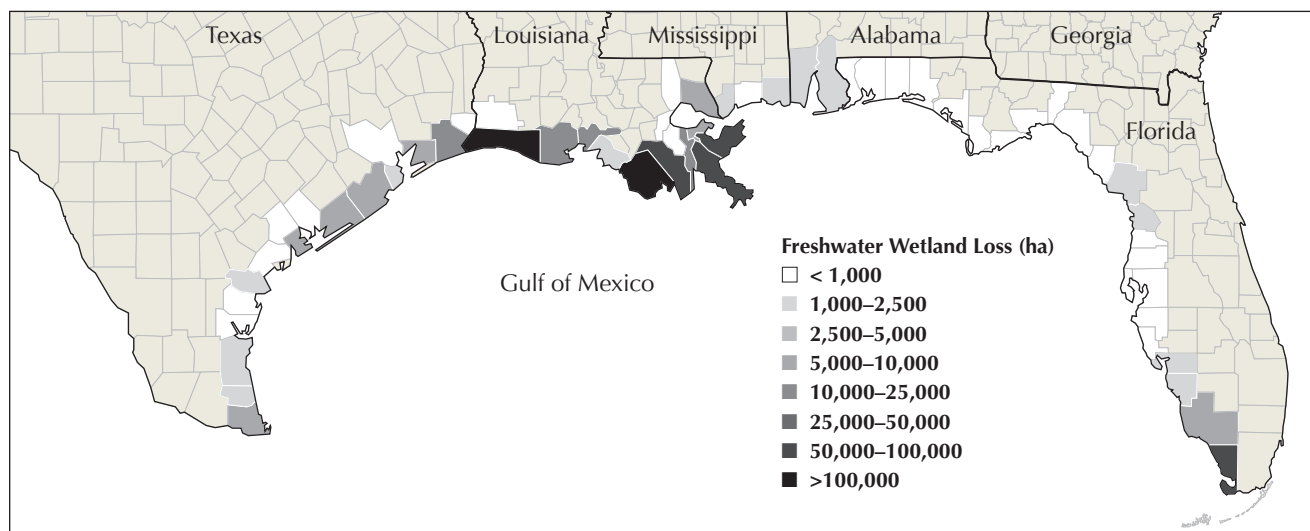 Texas
Louisiana
Mississippi
Alabama
Georgia
Florida
Gulf of Mexico
Freshwater Wetland Loss (ha)
< 1,000
1,000–2,500
2,500–5,000
5,000–10,000
10,000–25,000
25,000–50,000
50,000–100,000
>100,000